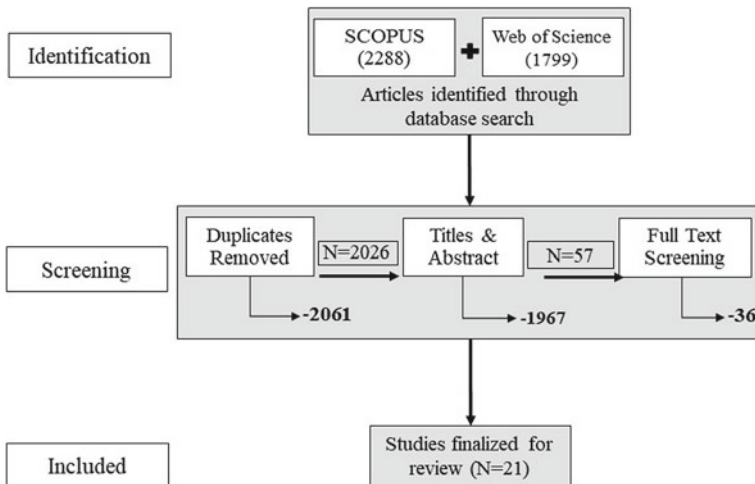 Identification
SCOPUS
(2288)
Web of Science
(1799)
Articles identified through
database search
Screening
Duplicates
Removed
N=2026
Titles &
Abstract
N=57
Full Text
Screening
-2061
-1967
-36
Included
Studies finalized for
review (N=21)